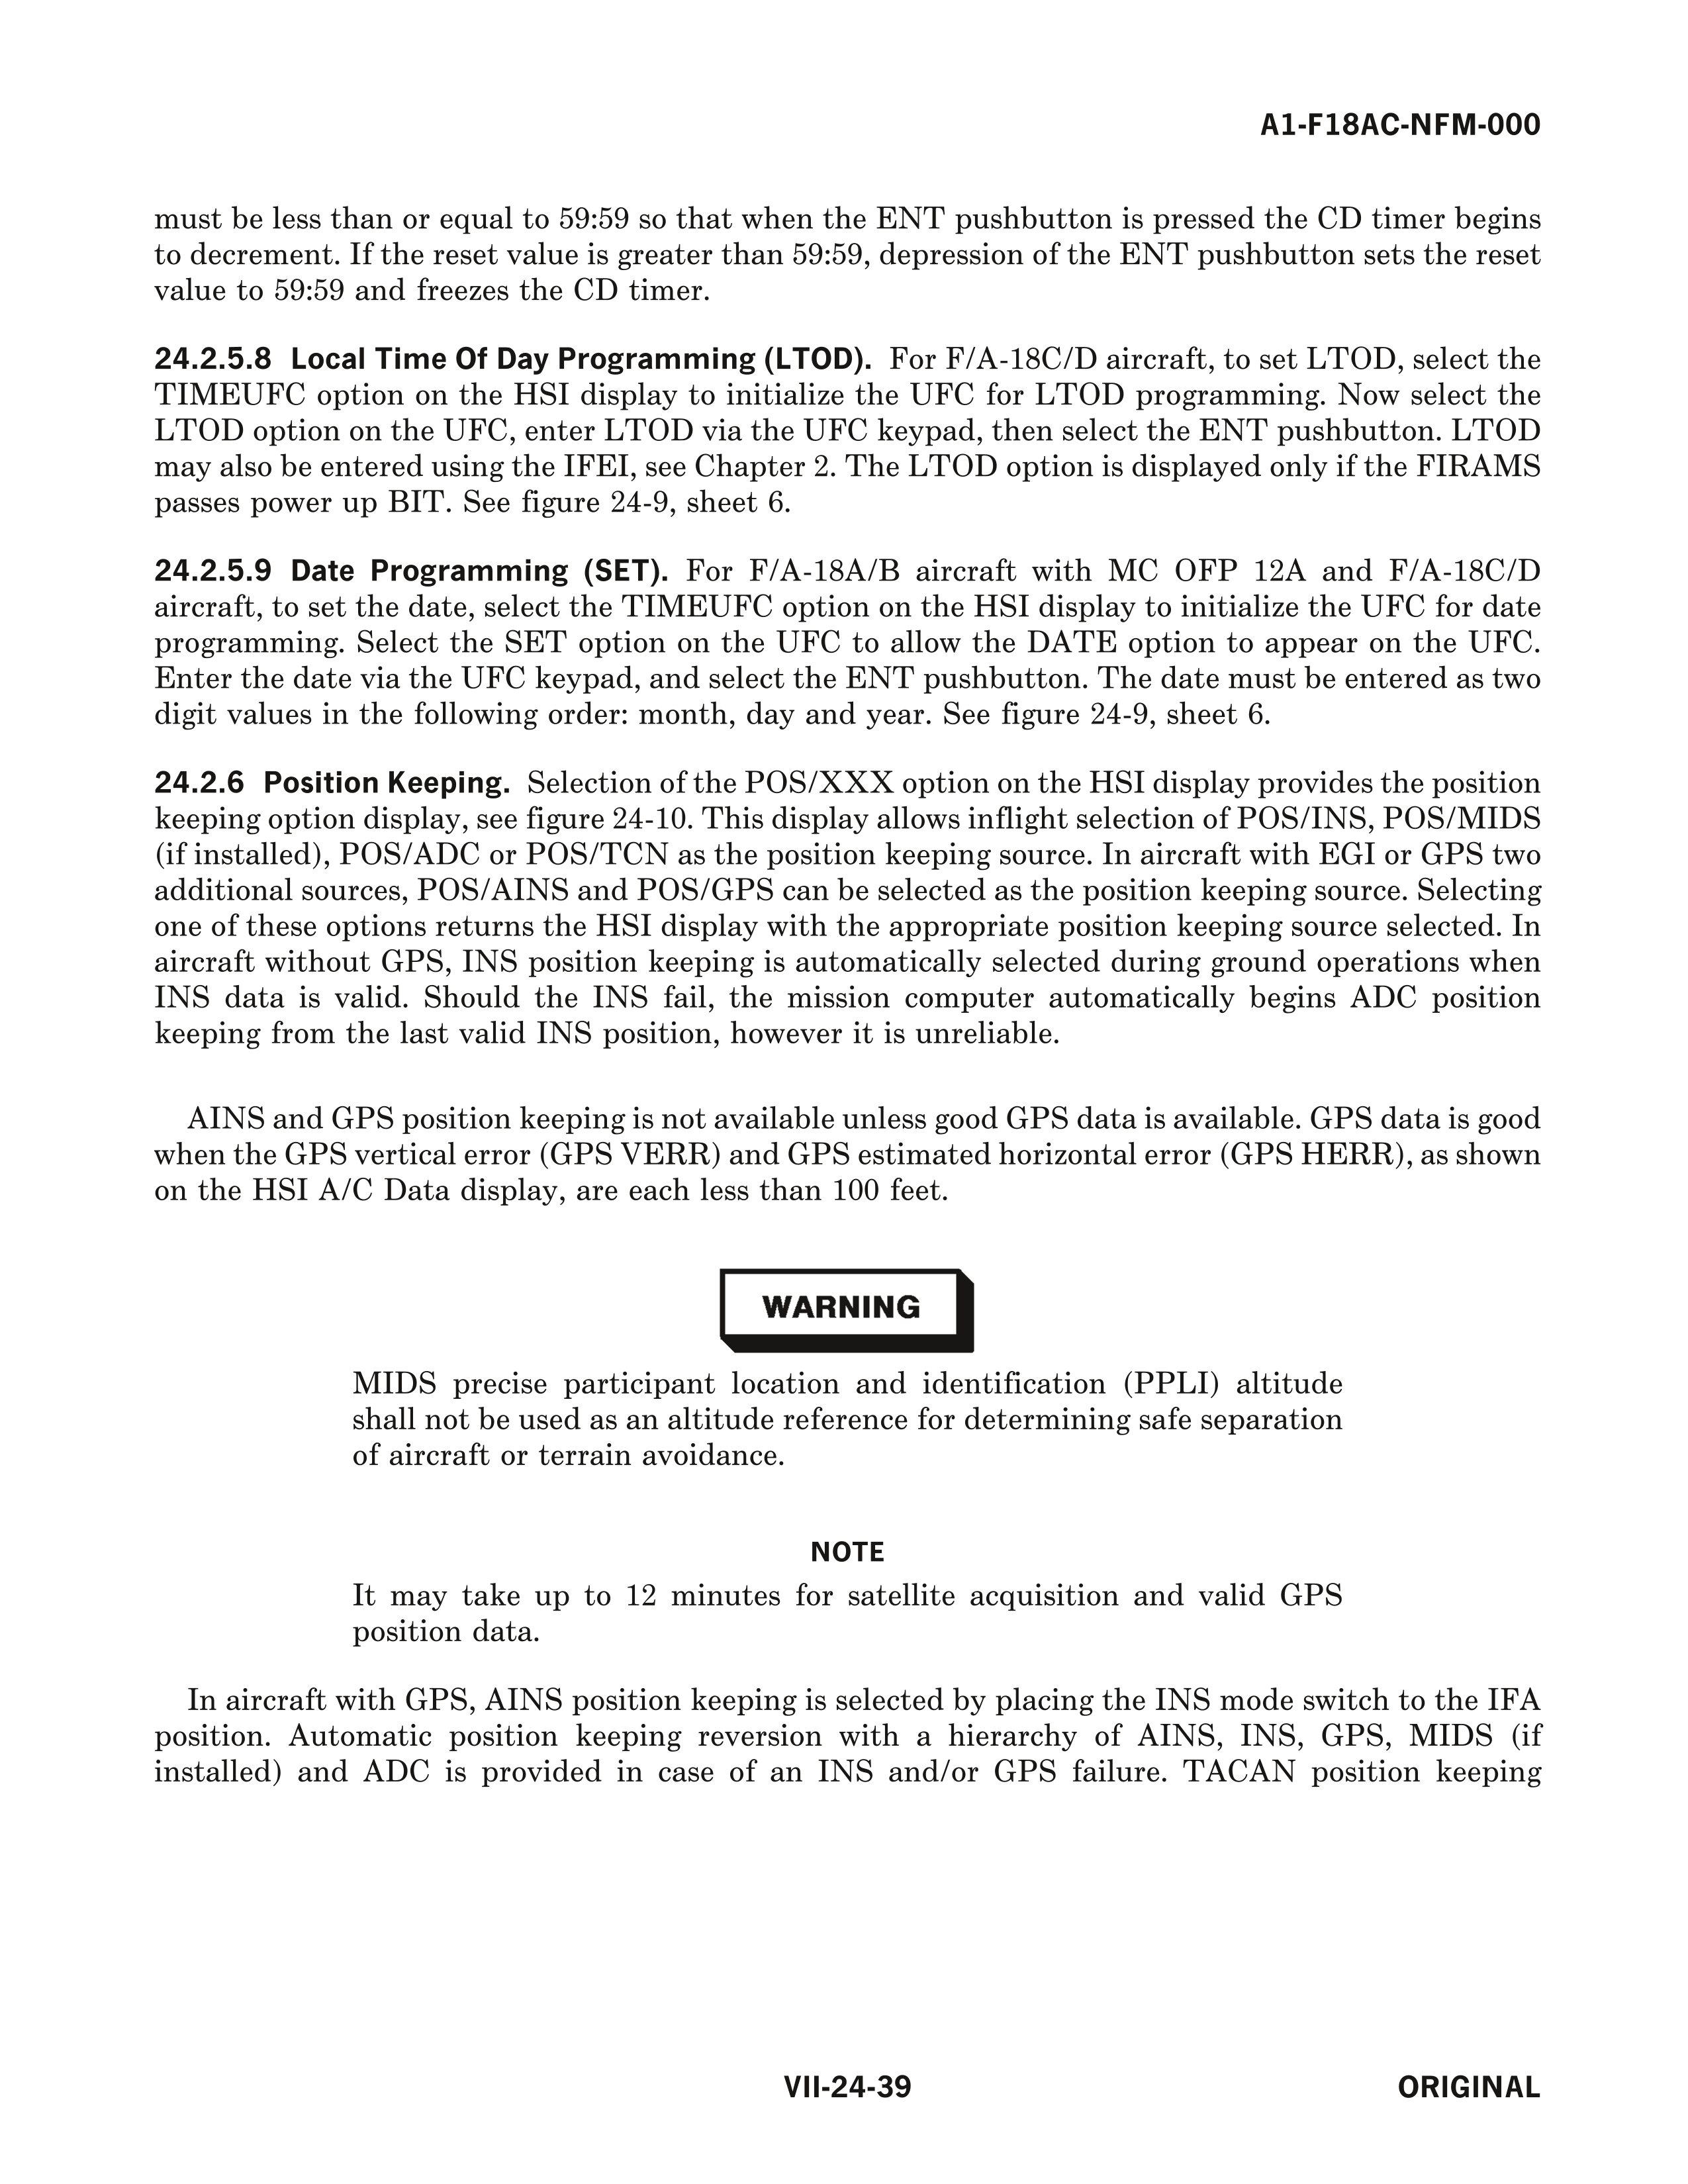 A1-F18AC-NFM-000
must be less than or equal to 59:59 so that when the ENT pushbutton is pressed the CD timer begins
to decrement. If the reset value is greater than 59:59, depression of the ENT pushbutton sets the reset
value to 59:59 and freezes the CD timer.
24.2.5.8 Local Time Of Day Programming (LTOD). For F/A-18C/D aircraft, to set LTOD, select the
TIMEUFC option on the HSI display to initialize the UFC for LTOD programming. Now select the
LTOD option on the UFC, enter LTOD via the UFC keypad, then select the ENT pushbutton. LTOD
may also be entered using the IFEI, see Chapter 2. The LTOD option is displayed only if the FIRAMS
passes power up BIT. See figure 24-9, sheet 6.
24.2.5.9 Date Programming (SET). For F/A-18A/B aircraft with MC OFP 12A and F/A-18C/D
aircraft, to set the date, select the TIMEUFC option on the HSI display to initialize the UFC for date
programming. Select the SET option on the UFC to allow the DATE option to appear on the UFC.
Enter the date via the UFC keypad, and select the ENT pushbutton. The date must be entered as two
digit values in the following order: month, day and year. See figure 24-9, sheet 6.
24.2.6 Position Keeping. Selection of the POS/XXX option on the HSI display provides the position
keeping option display, see figure 24-10. This display allows inflight selection of POS/INS, POS/MIDS
(if installed), POS/ADC or POS/TCN as the position keeping source. In aircraft with EGI or GPS two
additional sources, POS/AINS and POS/GPS can be selected as the position keeping source. Selecting
one of these options returns the HSI display with the appropriate position keeping source selected. In
aircraft without GPS, INS position keeping is automatically selected during ground operations when
INS data is valid. Should the INS fail, the mission computer automatically begins ADC position
keeping from the last valid INS position, however it is unreliable.
AINS and GPS position keeping is not available unless good GPS data is available. GPS data is good
when the GPS vertical error (GPS VERR) and GPS estimated horizontal error (GPS HERR), as shown
on the HSI A/C Data display, are each less than 100 feet.
WARNING
MIDS precise participant location and identification (PPLI) altitude
shall not be used as an altitude reference for determining safe separation
of aircraft or terrain avoidance.
NOTE
It may take up to 12 minutes for satellite acquisition and valid GPS
position data.
In aircraft with GPS, AINS position keeping is selected by placing the INS mode switch to the IFA
position. Automatic position keeping reversion with a hierarchy of AINS, INS, GPS, MIDS (if
installed) and ADC is provided in case of an INS and/or GPS failure. TACAN position keeping
VII-24-39
ORIGINAL